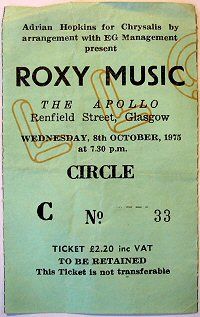 Adrian Hopkins for Chrysalis by
arrangement with EG Management
present
ROXY MUSIC
THE APOLLO
Renfield Street, Glasgow
WEDNESDAY, 8th OCTOBER, 1975
at 7.30 p.m.
CIRCLE
C No 33
TICKET £2.20 inc VAT
TO BE RETAINED
This Ticket is not transferable